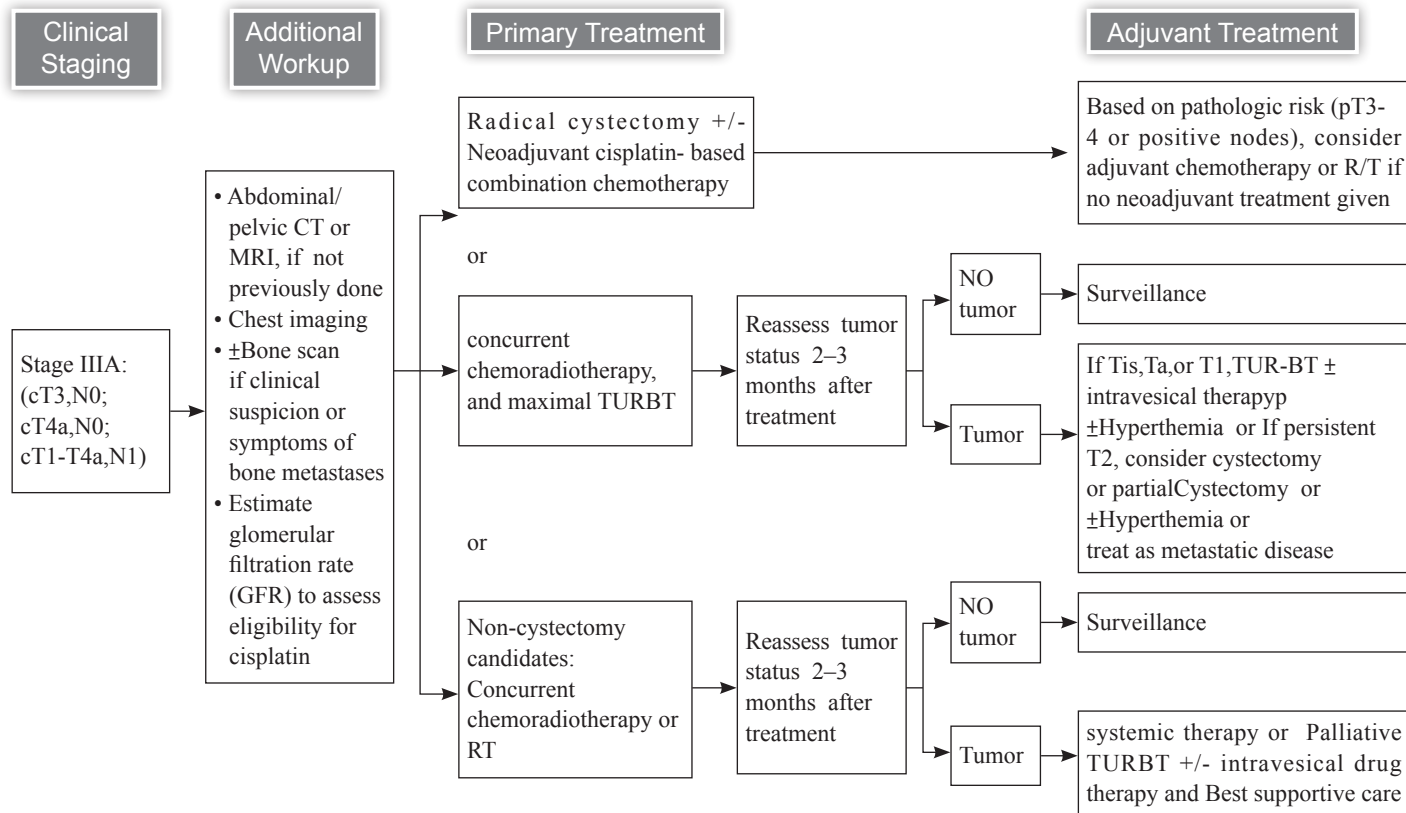 Clinical
Staging
Additional
Workup
Primary Treatment
Adjuvant Treatment
Stage IIIA:
(cT3,N0;
cT4a,N0;
cT1-T4a,N1)
• Abdominal/
pelvic CT or
MRI, if not
previously done
• Chest imaging
• ±Bone scan
if clinical
suspicion or
symptoms of
bone metastases
• Estimate
glomerular
filtration rate
(GFR) to assess
eligibility for
cisplatin
Radical cystectomy +/-
Neoadjuvant cisplatin- based
combination chemotherapy
Based on pathologic risk (pT3-
4 or positive nodes), consider
adjuvant chemotherapy or R/T if
no neoadjuvant treatment given
or
concurrent
chemoradiotherapy,
and maximal TURBT
Reassess tumor
status 2–3
months after
treatment
NO
tumor
Surveillance
Tumor
If Tis,Ta,or T1,TUR-BT ±
intravesical therapyp
±Hyperthemia or If persistent
T2, consider cystectomy
or partialCystectomy or
±Hyperthemia or
treat as metastatic disease
or
Non-cystectomy
candidates:
Concurrent
chemoradiotherapy or
RT
Reassess tumor
status 2–3
months after
treatment
NO
tumor
Surveillance
Tumor
systemic therapy or Palliative
TURBT +/- intravesical drug
therapy and Best supportive care